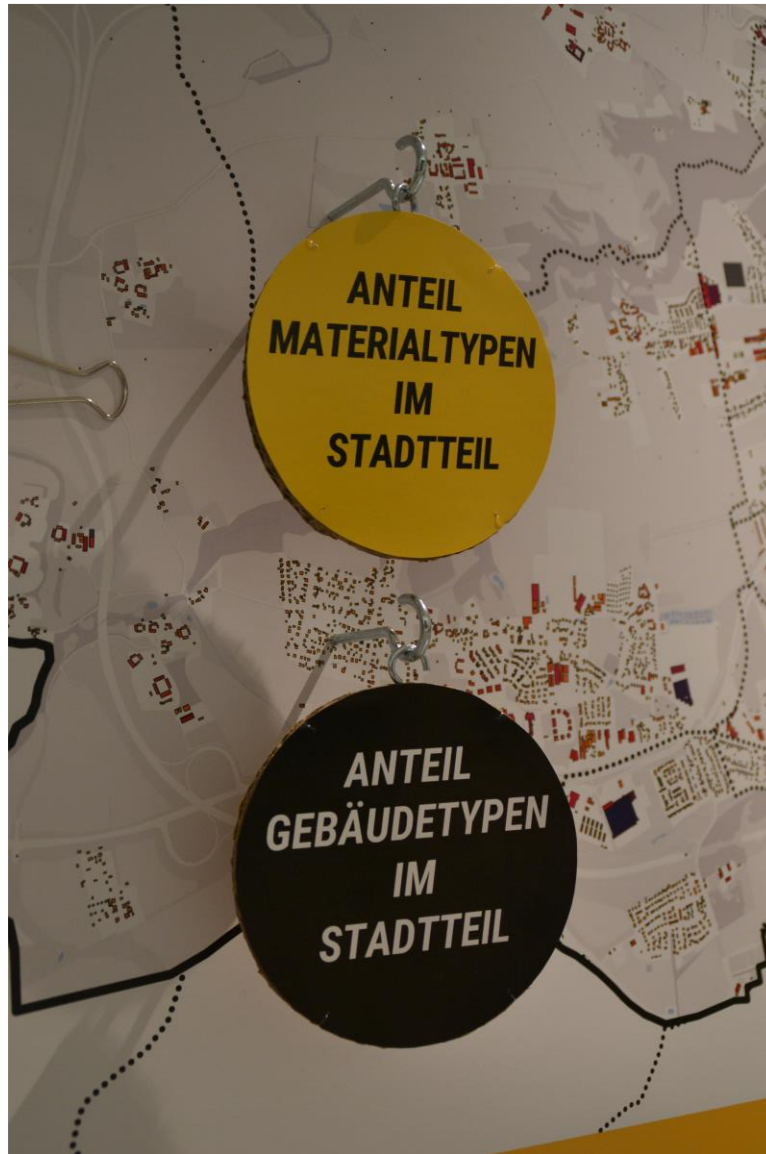 ANTEIL
MATERIALTYPEN
IM
STADTTEIL
ANTEIL
GEBÄUDETYPEN
IM
STADTTEIL